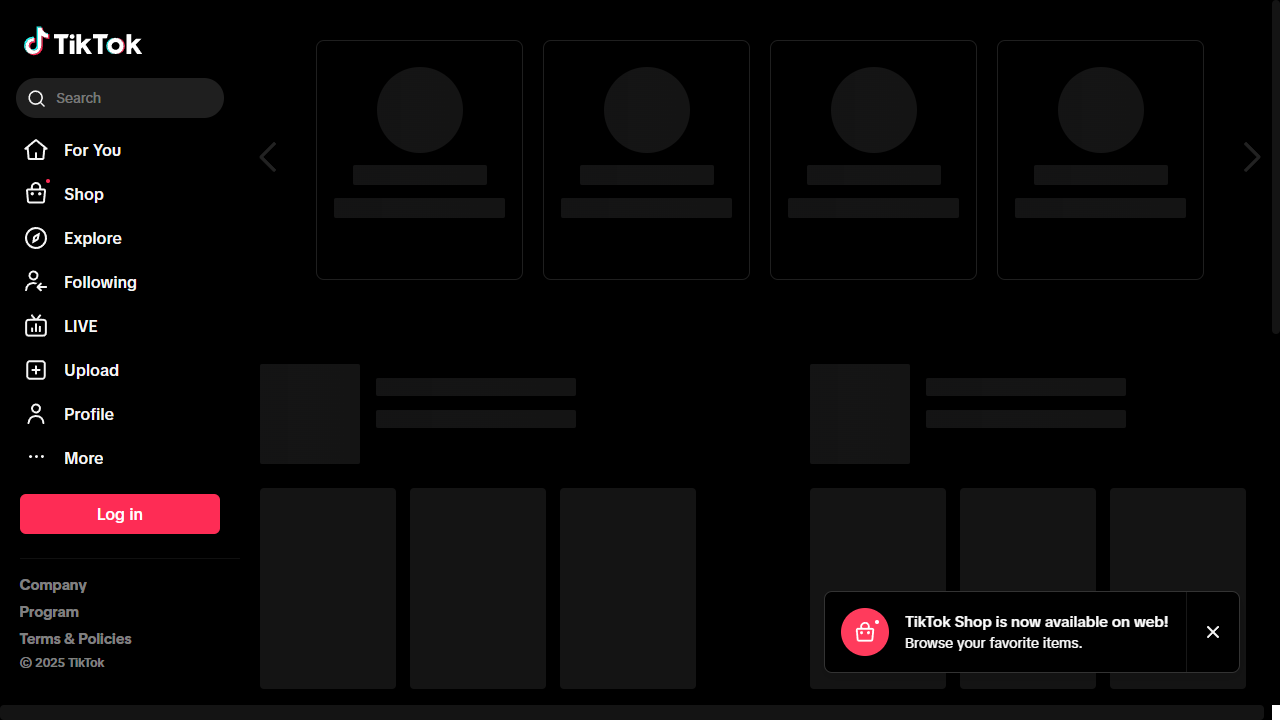 TikTok
Search
For You
Shop
Explore
Following
LIVE
Upload
Profile
More
Log in
Company
Program
Terms & Policies
© 2025 TikTok
TikTok Shop is now available on web!
Browse your favorite items.